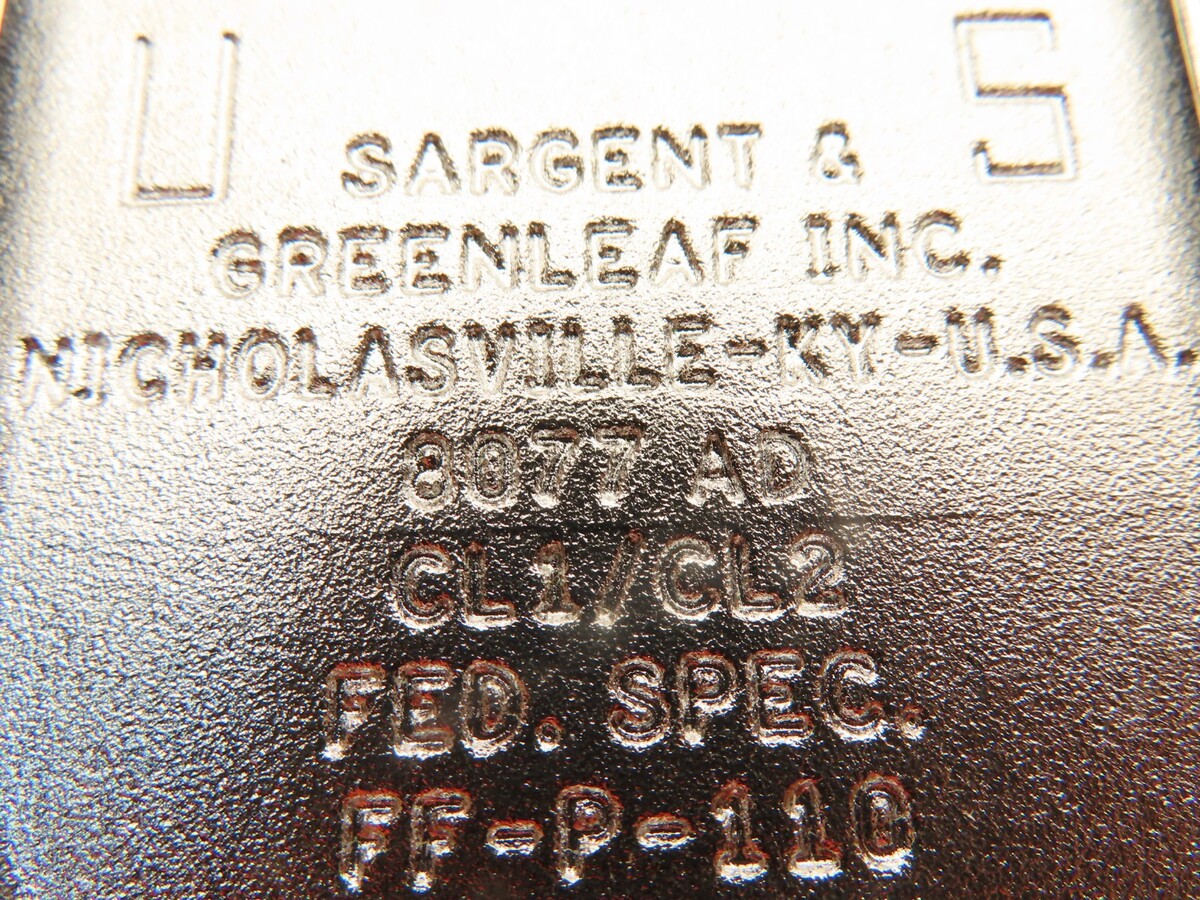 U S
SARGENT &
GREENLEAF INC.
NICHOLASVILLE-KY-U.S.A.
8077 AD
CL1/CL2
FED. SPEC.
FF-P-110